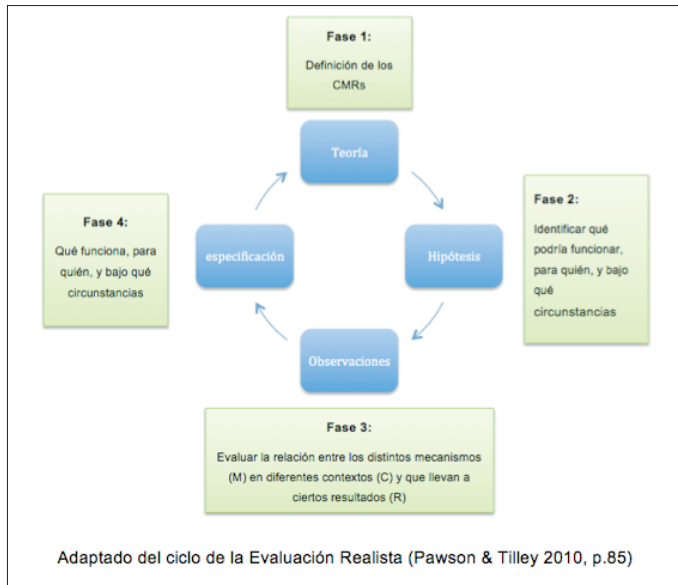 Fase 1:
Definición de los
CMRs
Teoría
Fase 2:
Identificar qué
podría funcionar,
para quién, y bajo
qué
circunstancias
Hipótesis
Fase 4:
Qué funciona, para
quién, y bajo qué
circunstancias
especificación
Observaciones
Fase 3:
Evaluar la relación entre los distintos mecanismos
(M) en diferentes contextos (C) y que llevan a
ciertos resultados (R)
Adaptado del ciclo de la Evaluación Realista (Pawson & Tilley 2010, p.85)